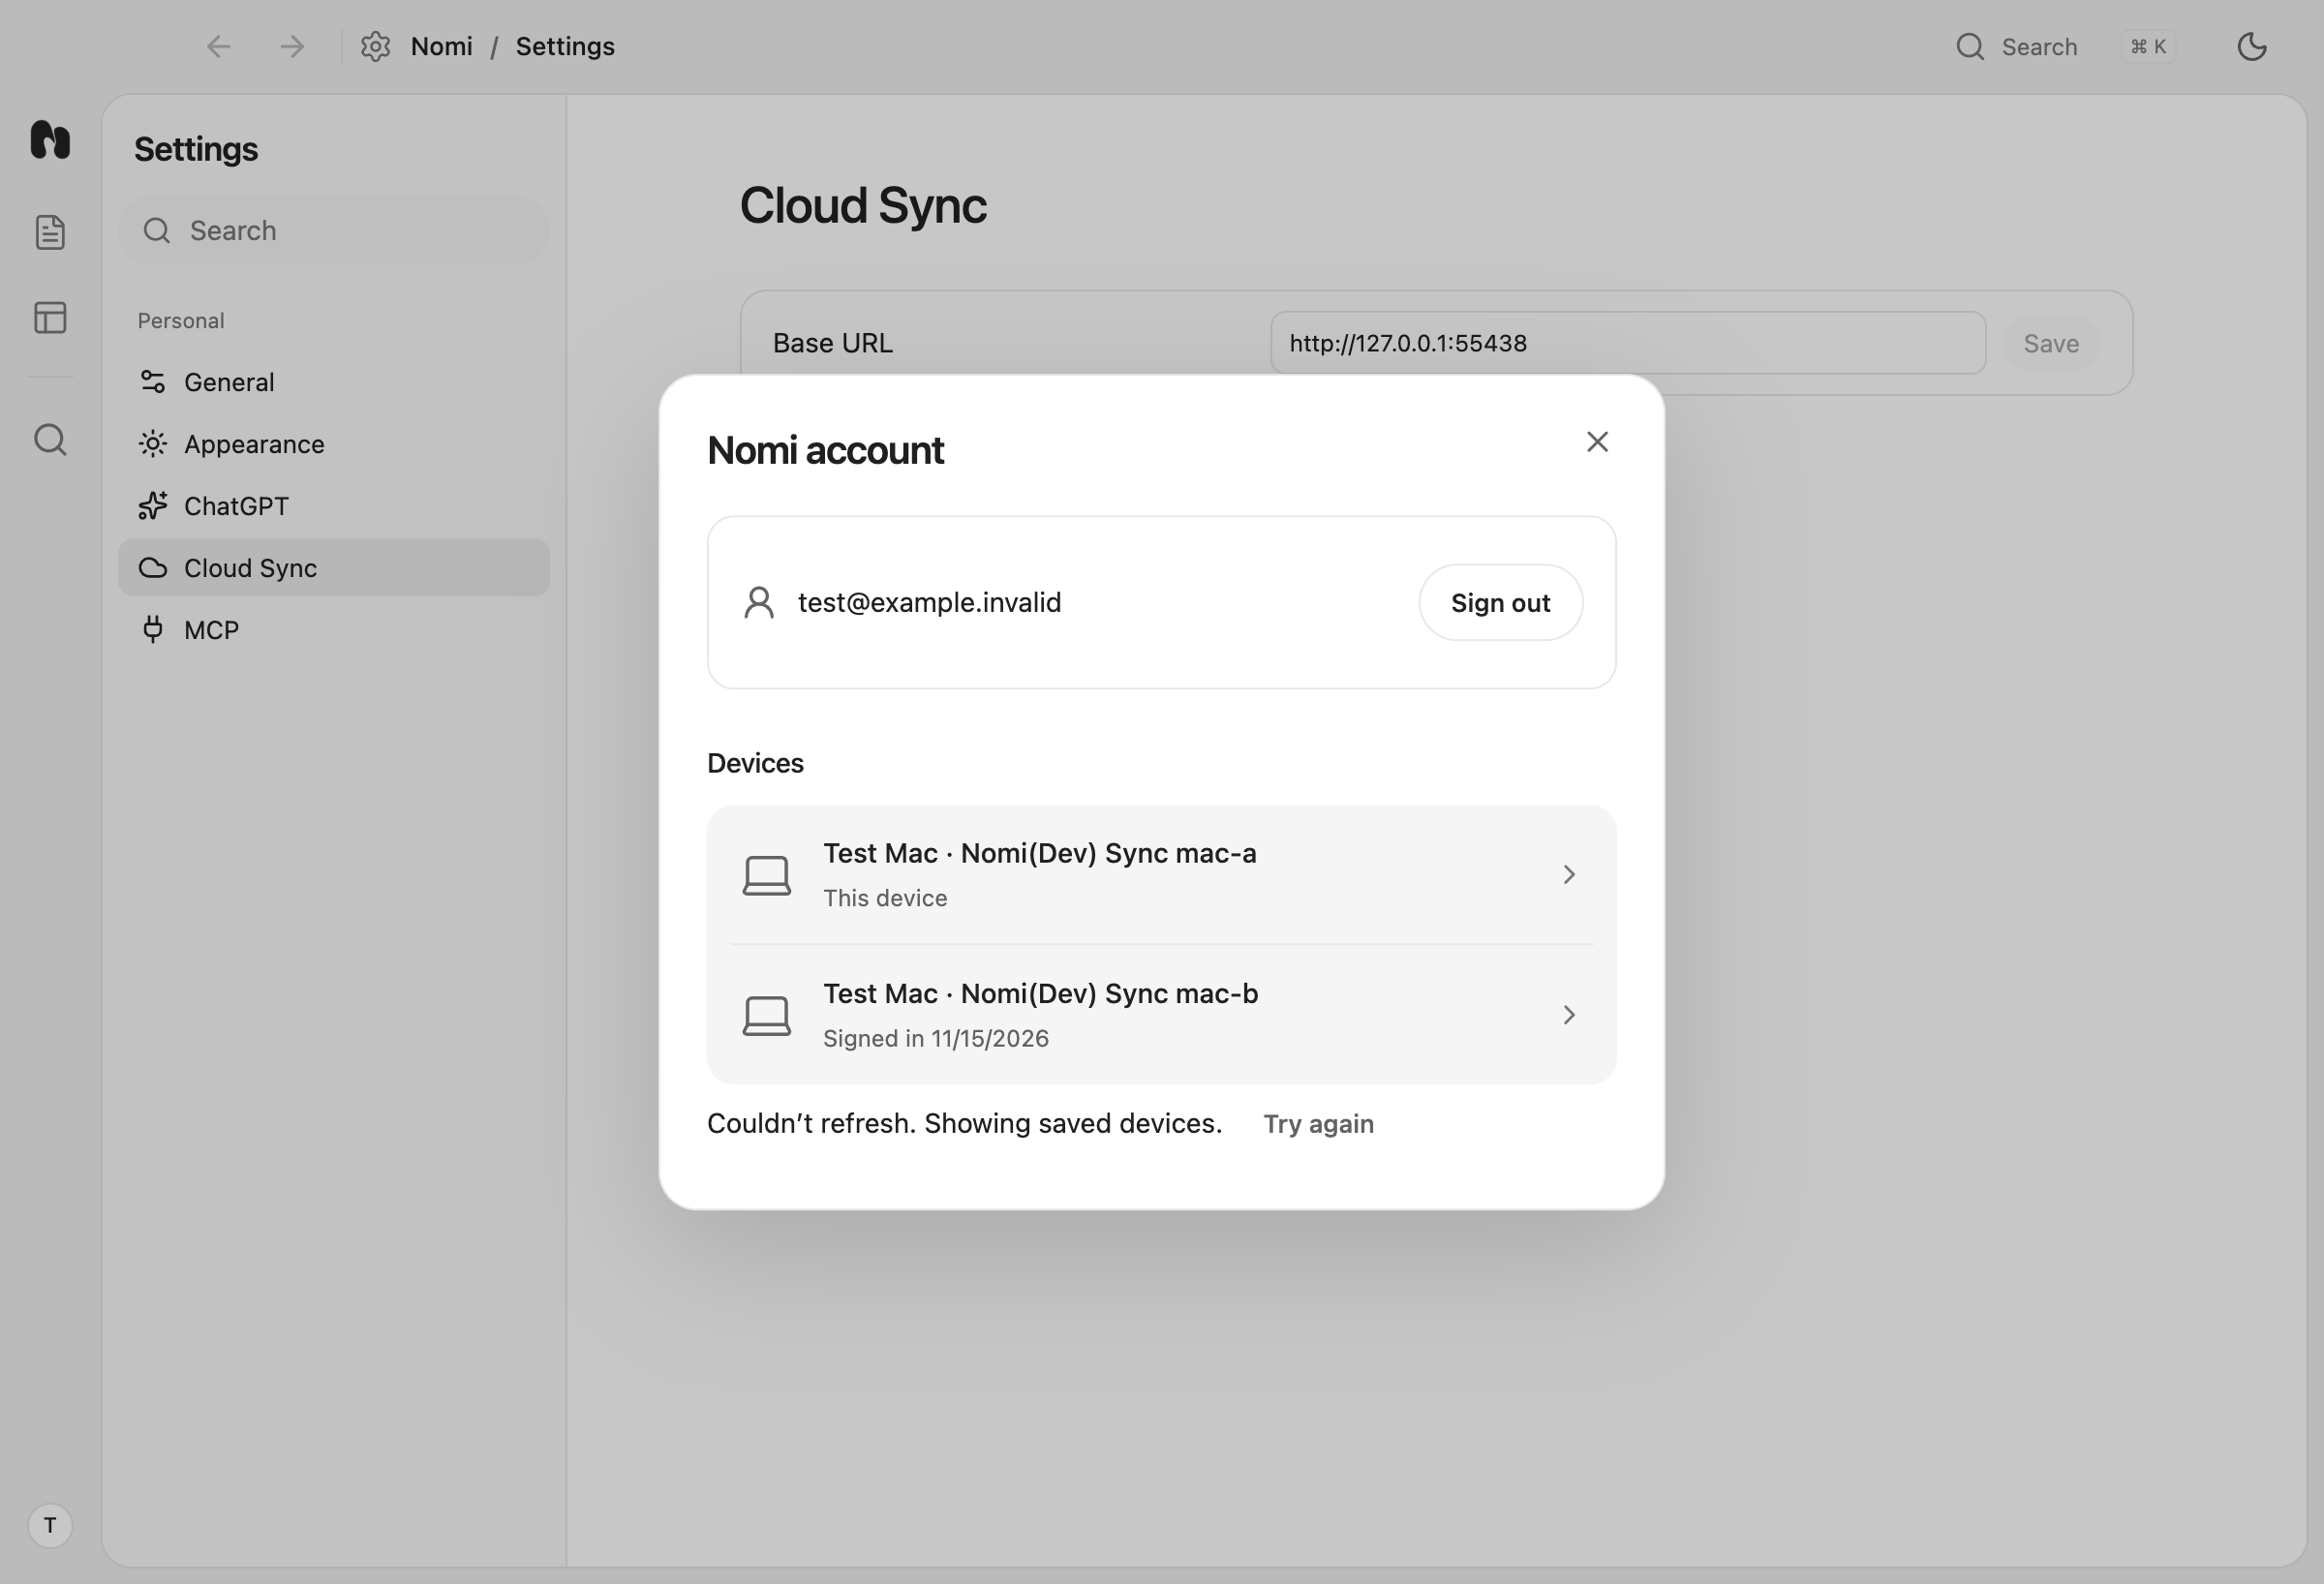 Nomi / Settings
Search ⌘ K
Settings
Search
Personal
General
Appearance
ChatGPT
Cloud Sync
MCP
T
Cloud Sync
Base URL
http://127.0.0.1:55438
Save
Nomi account
test@example.invalid
Sign out
Devices
Test Mac · Nomi(Dev) Sync mac-a
This device
Test Mac · Nomi(Dev) Sync mac-b
Signed in 11/15/2026
Couldn’t refresh. Showing saved devices. Try again